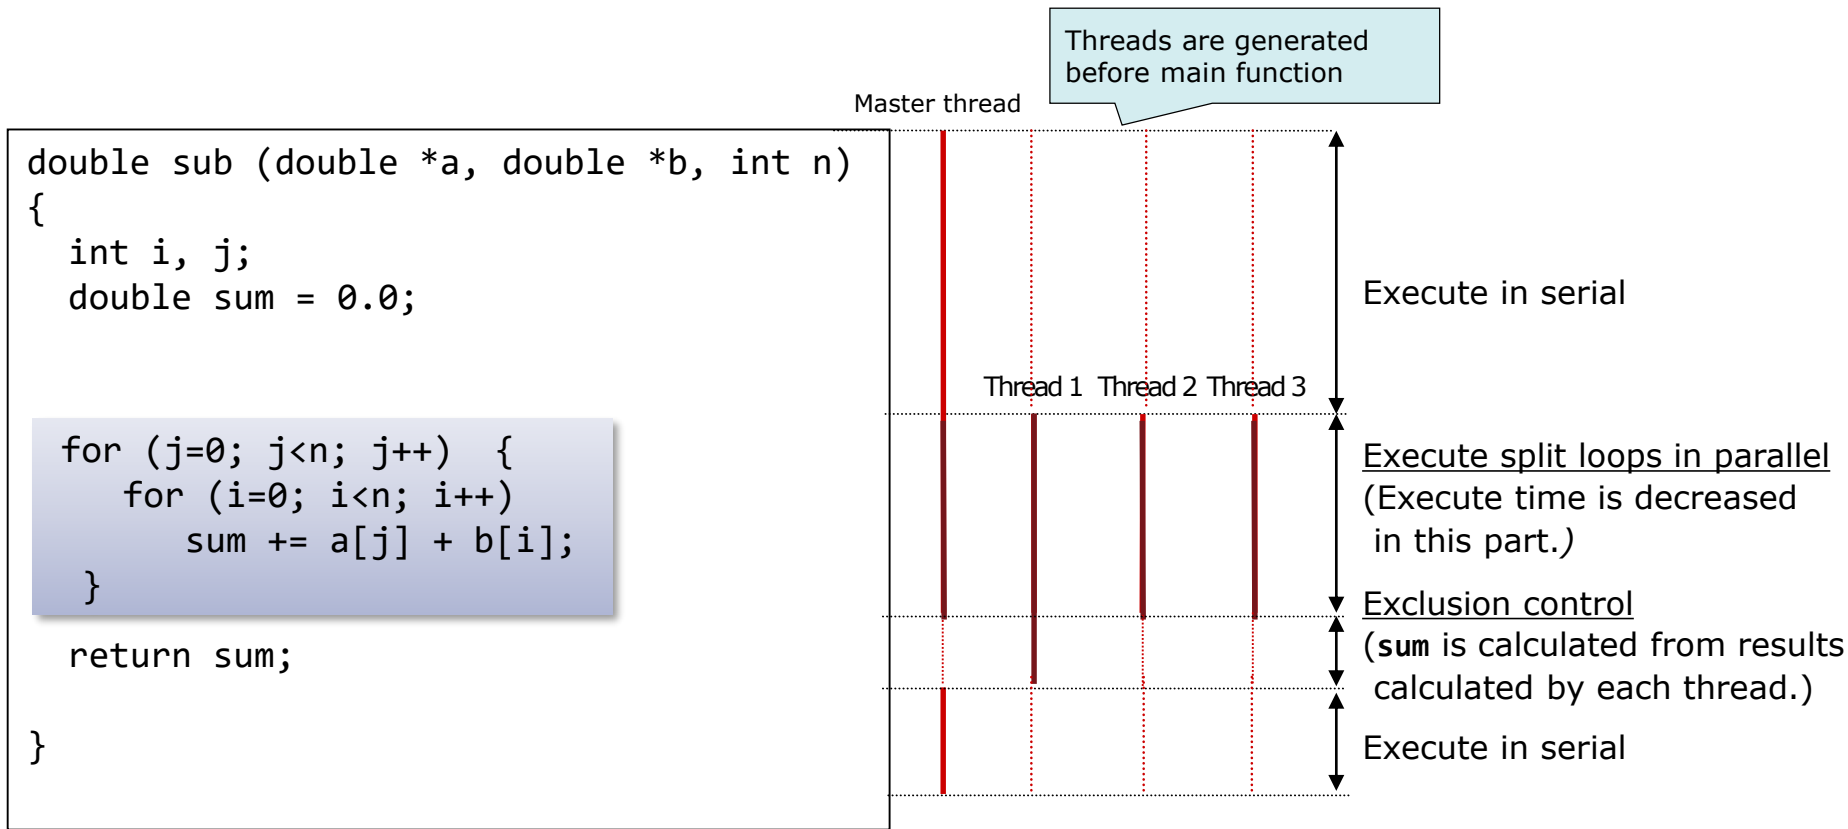 Threads are generated
before main function
Master thread
double sub (double *a, double *b, int n)
{
int i, j;
double sum = 0.0;
for (j=0; j<n; j++) {
for (i=0; i<n; i++)
sum += a[j] + b[i];
}
return sum;
}
Thread 1 Thread 2 Thread 3
Execute in serial
Execute split loops in parallel
(Execute time is decreased
in this part.)
Exclusion control
(sum is calculated from results
calculated by each thread.)
Execute in serial